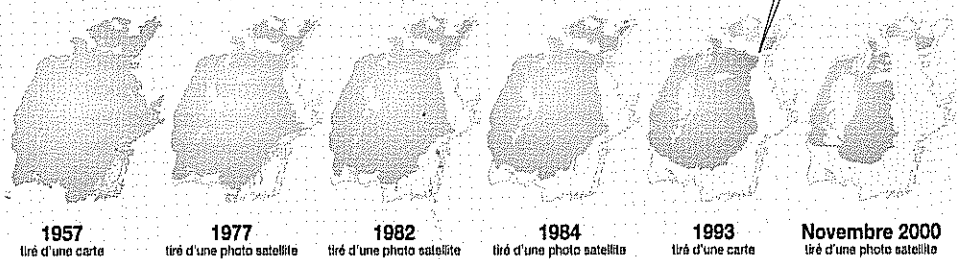 1957
tiré d'une carte
1977
tiré d'une photo satellite
1982
tiré d'une photo satellite
1984
tiré d'une photo satellite
1993
tiré d'une carte
Novembre 2000
tiré d'une photo satellite